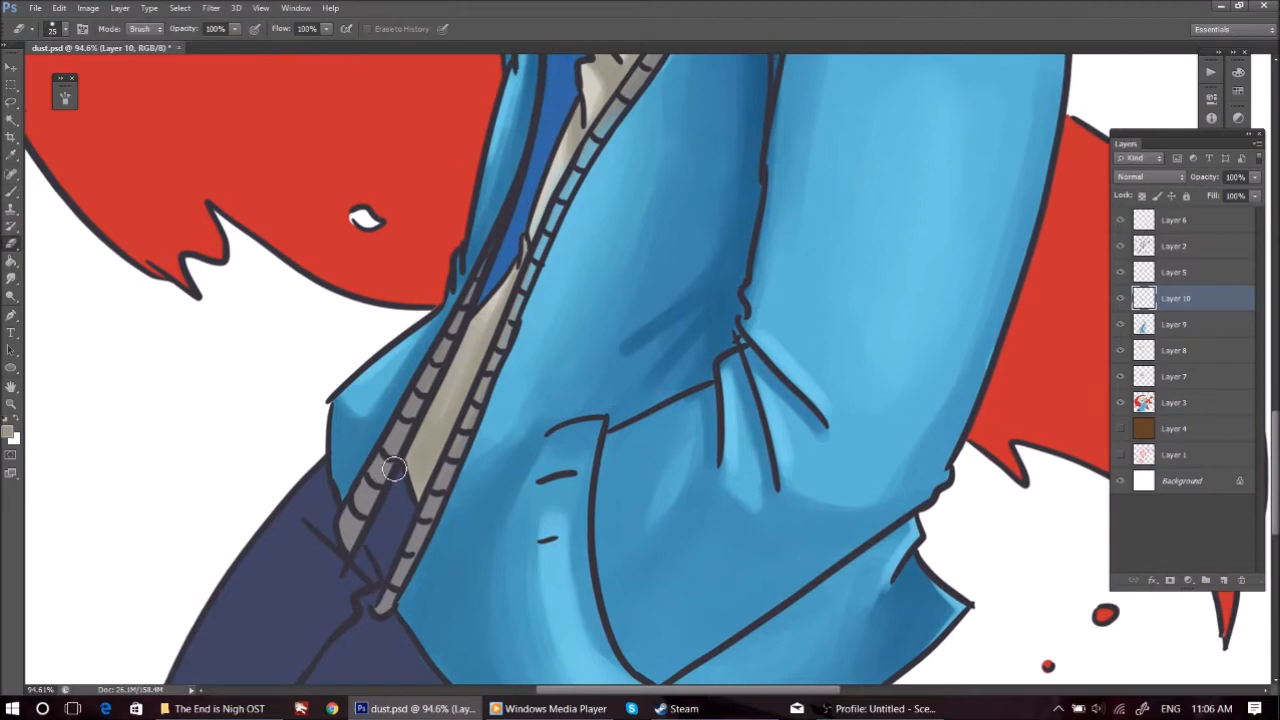 Ps File Edit Image Layer Type Select Filter 3D View Window Help
25 Mode: Brush Opacity: 100% Flow: 100% Erase to History Essentials
dust.psd @ 94.6% (Layer 10, RGB/8) * ×
Layers
Kind
Normal Opacity: 100%
Lock: Fill: 100%
Layer 6
Layer 2
Layer 5
Layer 10
Layer 9
Layer 8
Layer 7
Layer 3
Layer 4
Layer 1
Background
94.61% Doc: 26.1M/158.4M
The End is Nigh OST dust.psd @ 94.6% (Lay... Windows Media Player Steam Profile: Untitled - Sce... ENG 11:06 AM